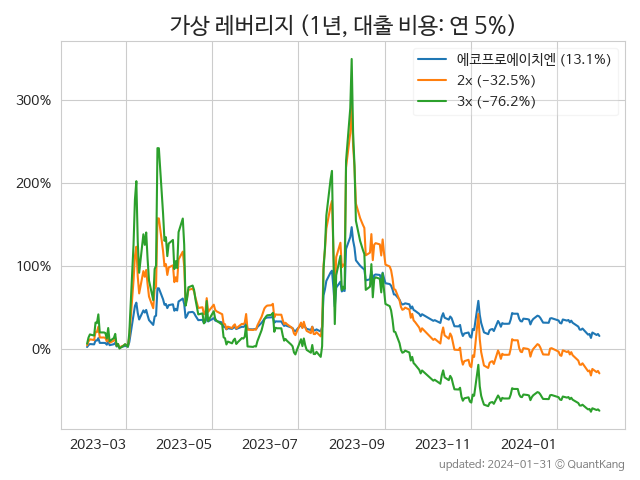 가상 레버리지 (1년, 대출 비용: 연 5%)
에코프로에이치엔 (13.1%)
2x (−32.5%)
3x (−76.2%)
300%
200%
100%
0%
2023-03
2023-05
2023-07
2023-09
2023-11
2024-01
updated: 2024-01-31 © QuantKang